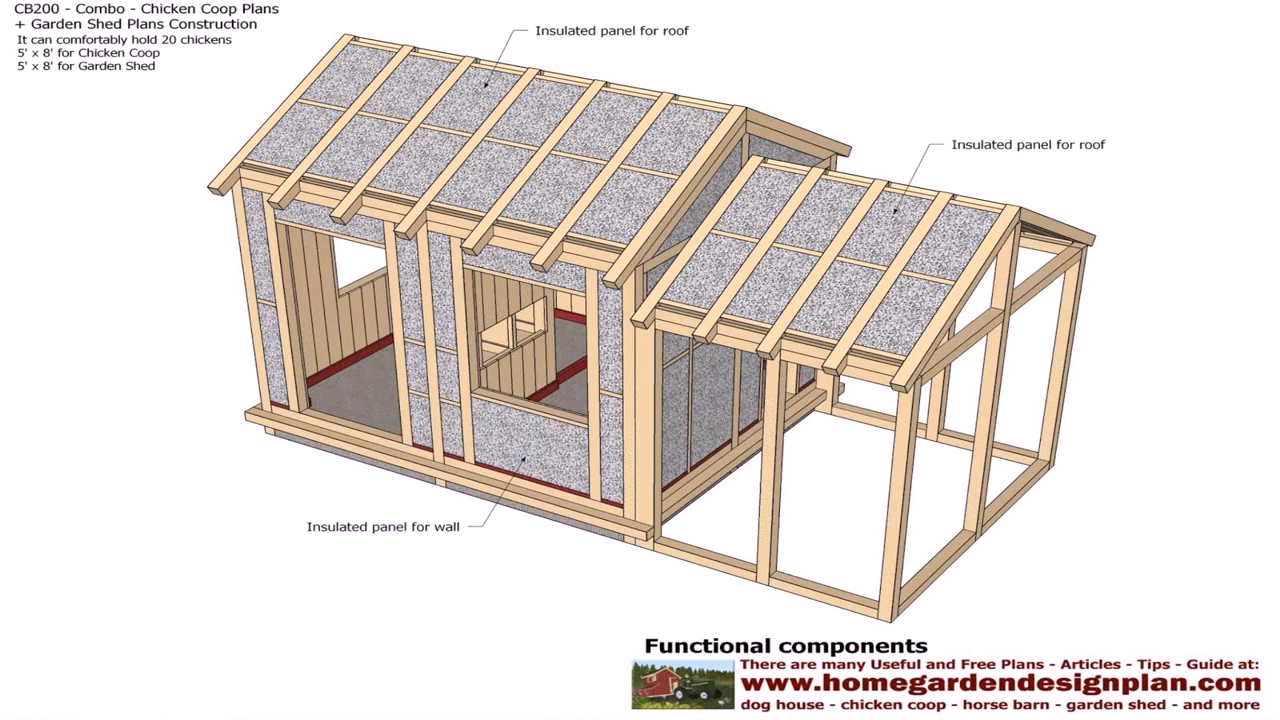 CB200 - Combo - Chicken Coop Plans
+ Garden Shed Plans Construction
It can comfortably hold 20 chickens
5' x 8' for Chicken Coop
5' x 8' for Garden Shed
Insulated panel for roof
Insulated panel for roof
Insulated panel for wall
Functional components
There are many Useful and Free Plans - Articles - Tips - Guide at:
www.homegardendesignplan.com
dog house - chicken coop - horse barn - garden shed - and more